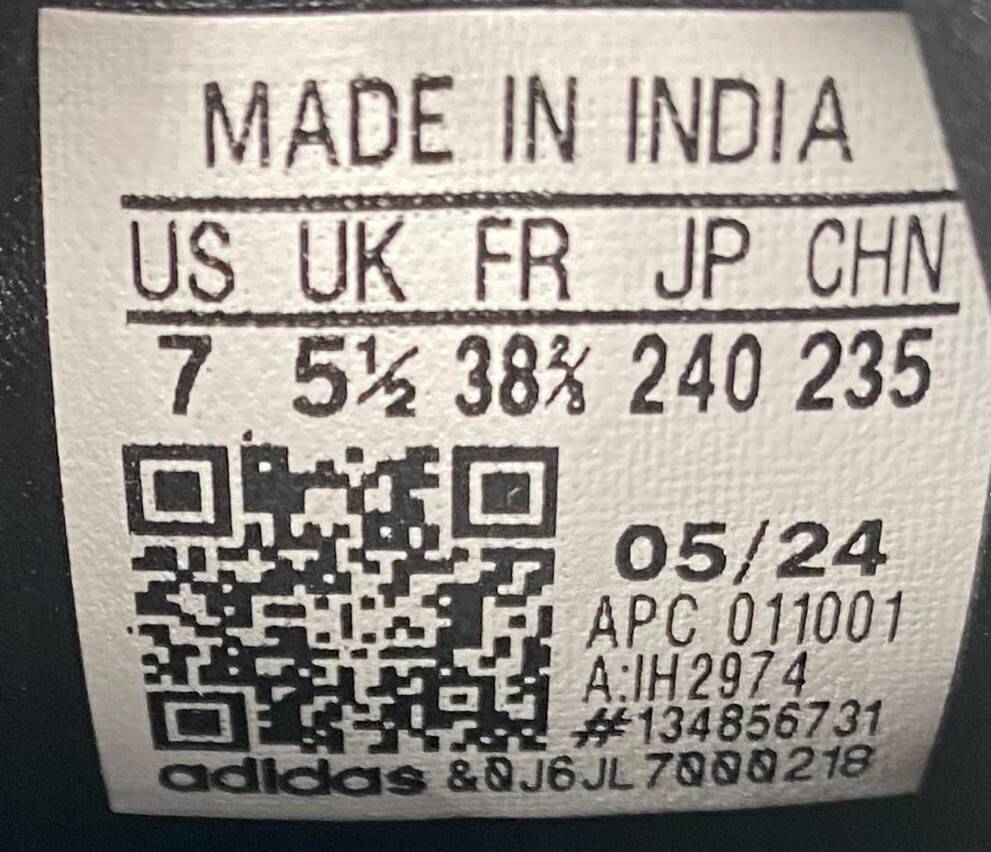 MADE IN INDIA
US UK FR JP CHN
7 5½ 38⅔ 240 235
05/24
APC 011001
A:IH2974
#134856731
adidas &0J6JL7000218